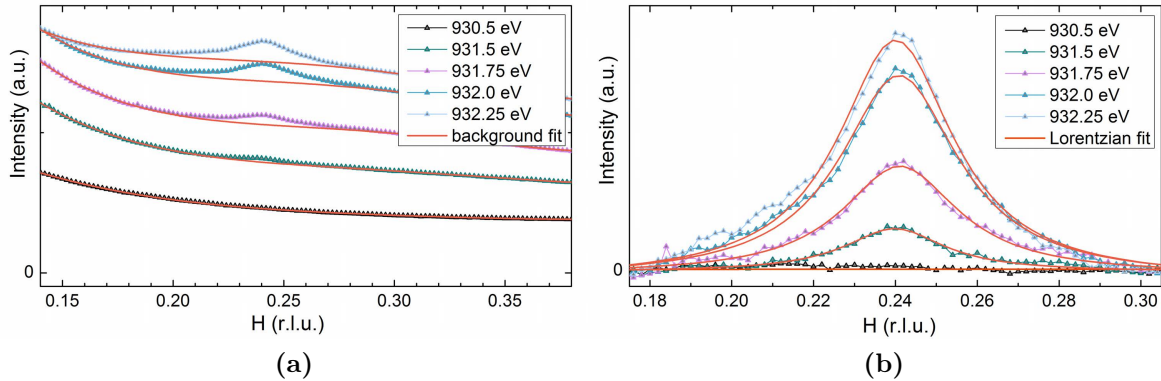 930.5 eV
931.5 eV
931.75 eV
932.0 eV
932.25 eV
background fit
Intensity (a.u.)
0
0.15
0.20
0.25
0.30
0.35
H (r.l.u.)
(a)
930.5 eV
931.5 eV
931.75 eV
932.0 eV
932.25 eV
Lorentzian fit
Intensity (a.u.)
0
0.18
0.20
0.22
0.24
0.26
0.28
0.30
H (r.l.u.)
(b)